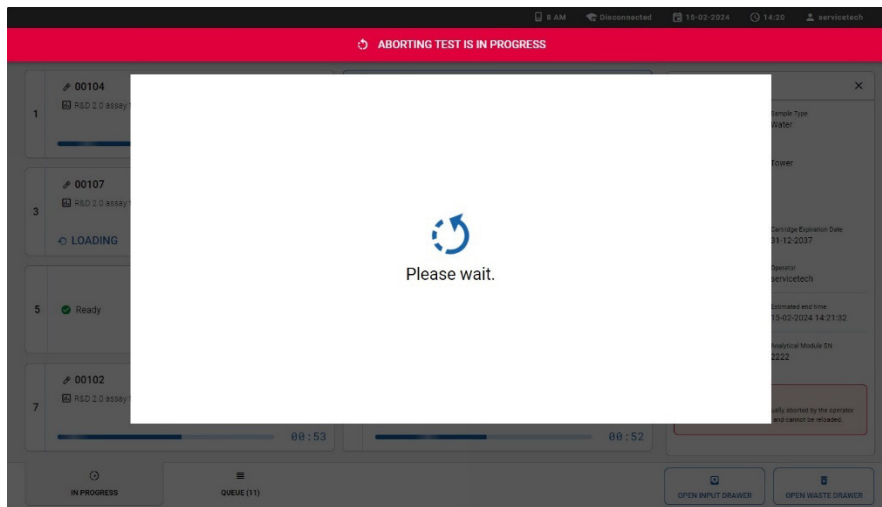 8 AM Disconnected 15-02-2024 14:20 servicetech
ABORTING TEST IS IN PROGRESS
00104
1
R&D 2.0 assay
Sample Type
Water
Tower
00107
3
R&D 2.0 assay
LOADING
Cartridge Expiration Date
31-12-2037
Operator
servicetech
5
Ready
Estimated end time
15-02-2024 14:21:32
Analytical Module SN
2222
Please wait.
00102
7
R&D 2.0 assay
ually aborted by the operator
and cannot be reloaded.
00:53
00:52
IN PROGRESS
QUEUE (11)
OPEN INPUT DRAWER
OPEN WASTE DRAWER